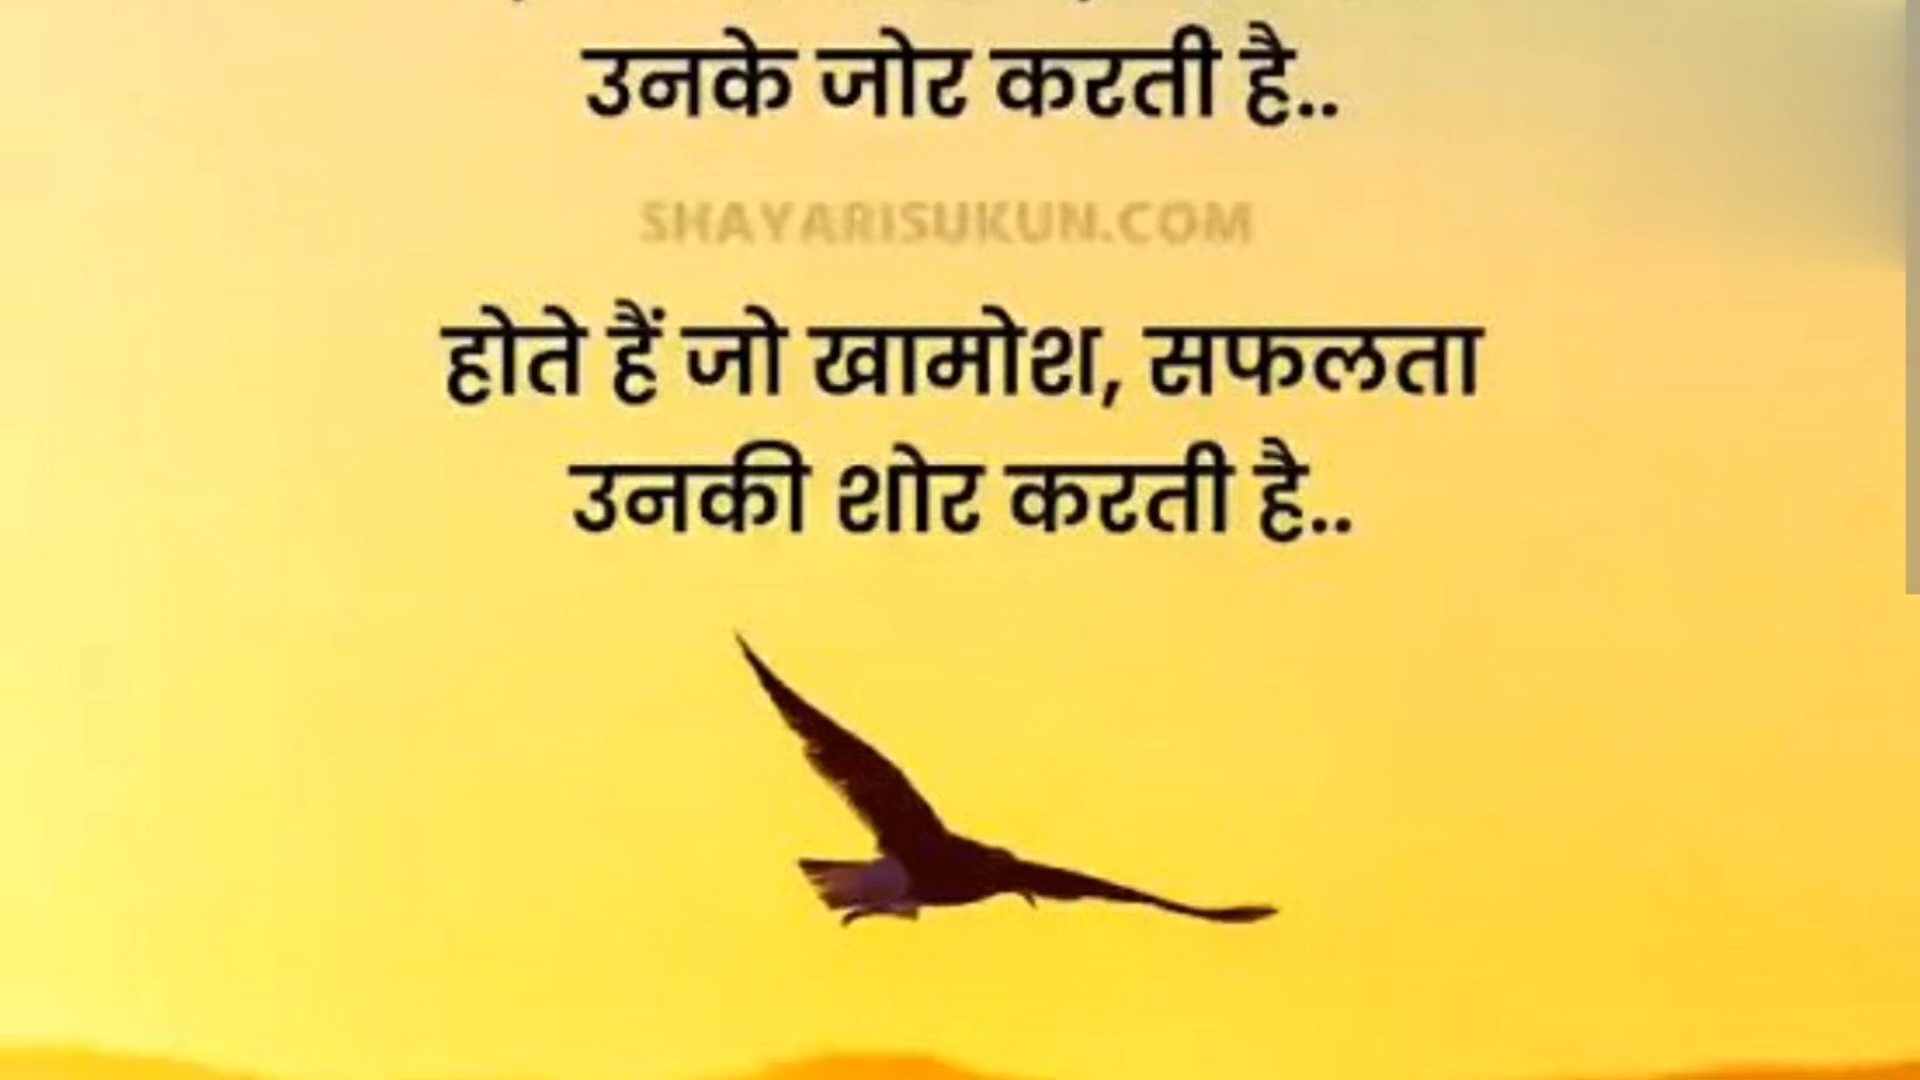 उनके जोर करती है..
SHAYARISUKUN.COM
होते हैं जो खामोश, सफलता
उनकी शोर करती है..